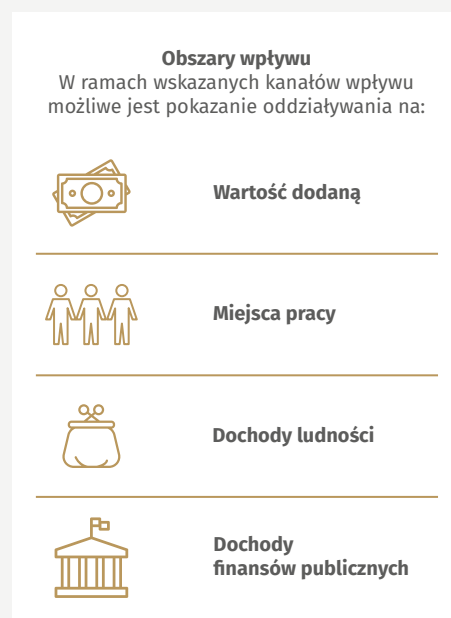 Obszary wpływu
W ramach wskazanych kanałów wpływu
możliwe jest pokazanie oddziaływania na:
Wartość dodaną
Miejsca pracy
Dochody ludności
Dochody
finansów publicznych